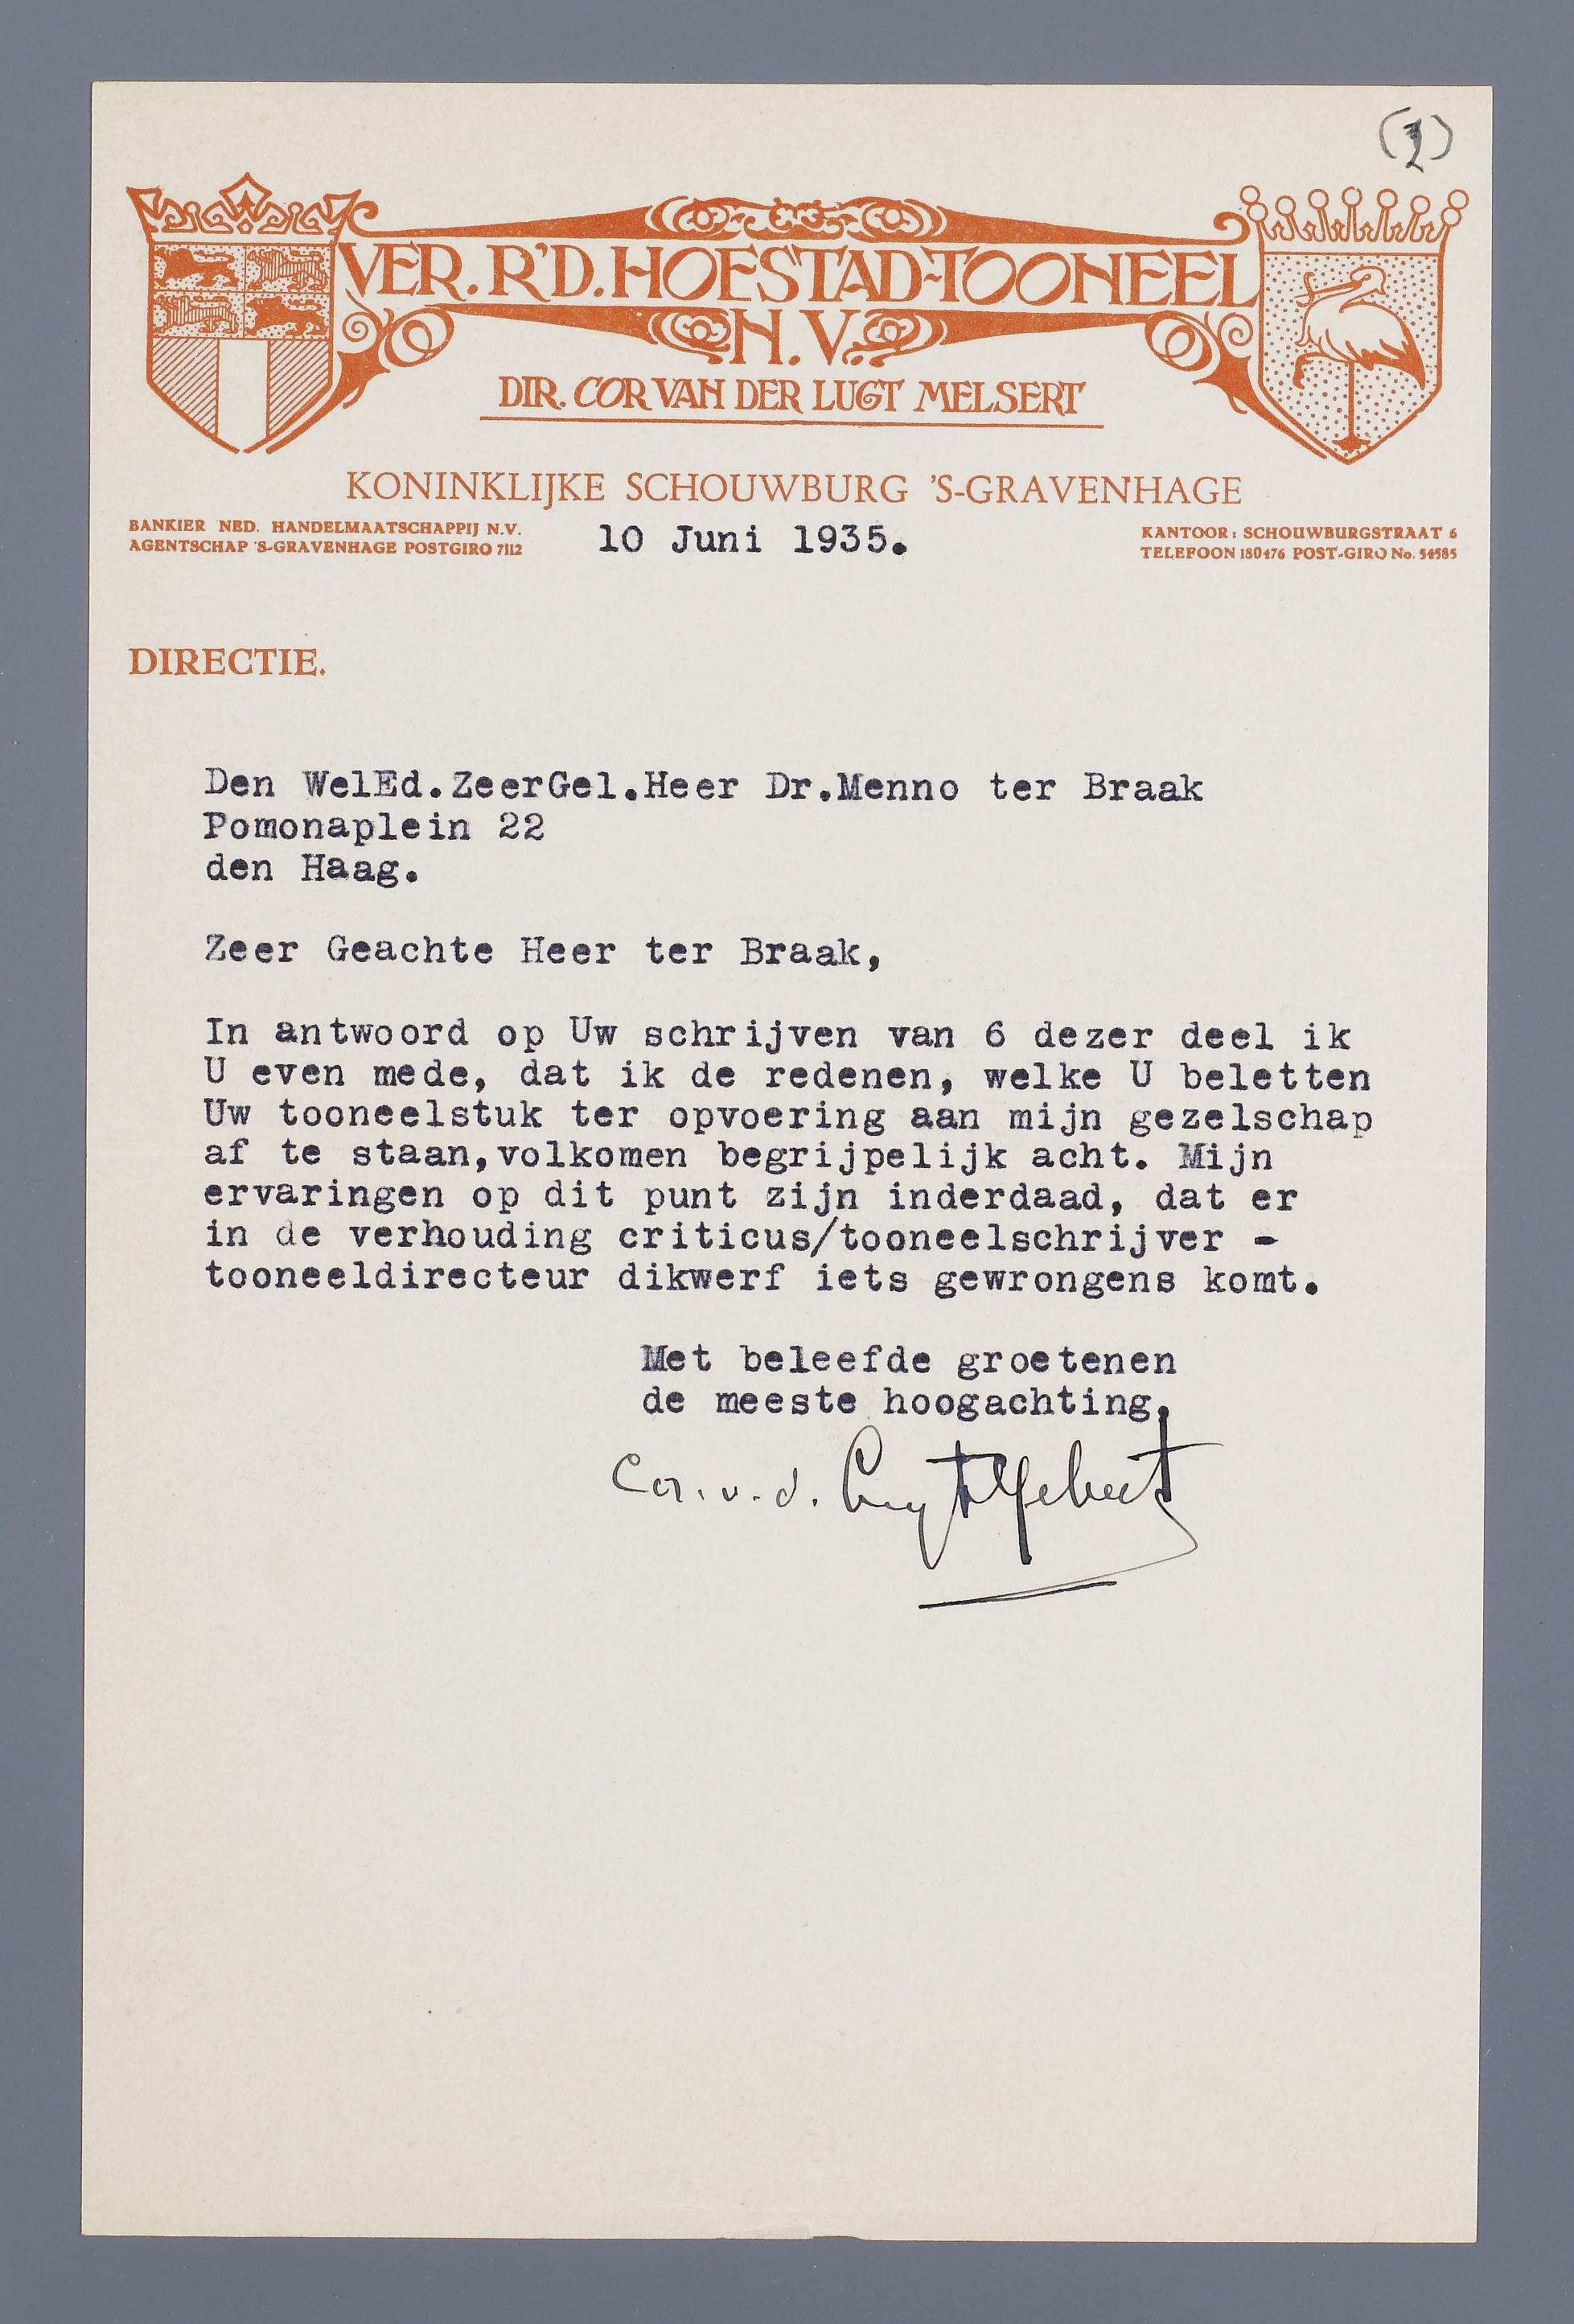 (1)
VER. R'D. HOFSTAD-TOONEEL
N.V.
DIR. COR VAN DER LUGT MELSERT
KONINKLIJKE SCHOUWBURG 'S-GRAVENHAGE
BANKIER NED. HANDELMAATSCHAPPIJ N.V.
AGENTSCHAP 'S-GRAVENHAGE POSTGIRO 7112
10 Juni 1935.
KANTOOR: SCHOUWBURGSTRAAT 6
TELEFOON 180476 POST-GIRO No. 54585
DIRECTIE.
Den WelEd.ZeerGel.Heer Dr.Menno ter Braak
Pomonaplein 22
den Haag.
Zeer Geachte Heer ter Braak,
In antwoord op Uw schrijven van 6 dezer deel ik
U even mede, dat ik de redenen, welke U beletten
Uw tooneelstuk ter opvoering aan mijn gezelschap
af te staan,volkomen begrijpelijk acht. Mijn
ervaringen op dit punt zijn inderdaad, dat er
in de verhouding criticus/tooneelschrijver -
tooneeldirecteur dikwerf iets gewrongens komt.
Met beleefde groetenen
de meeste hoogachting,
Cor. v. d. Lugt Melsert